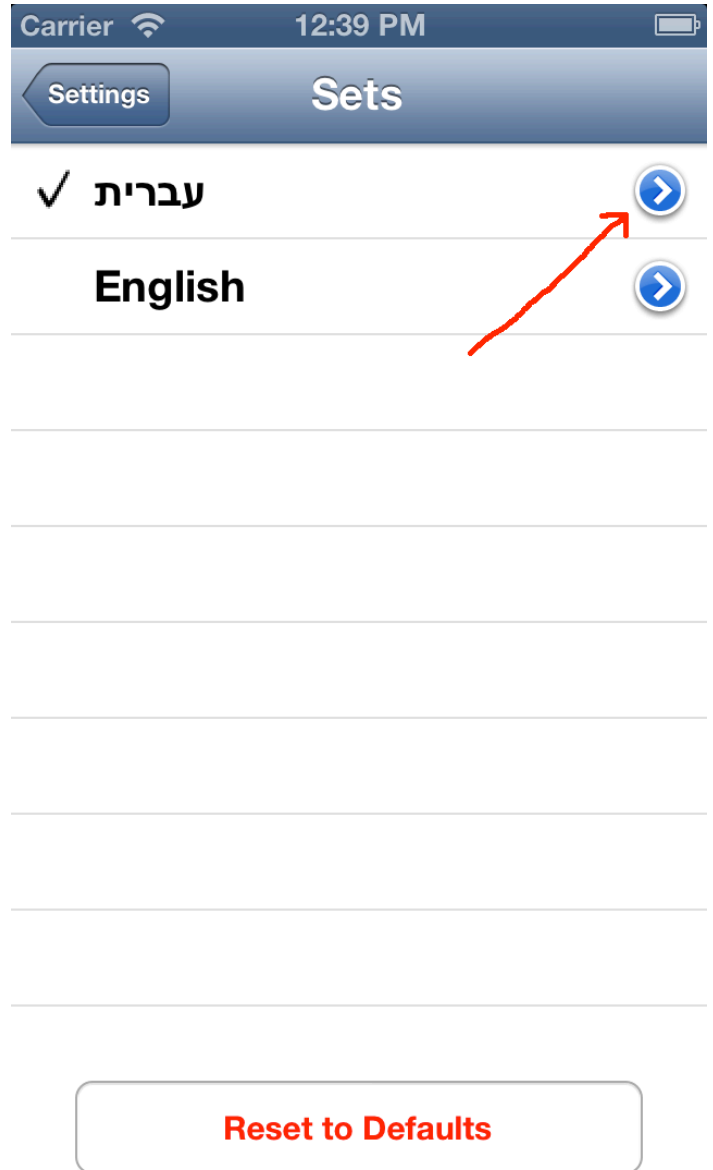 Carrier 12:39 PM
Settings Sets
עברית
English
Reset to Defaults